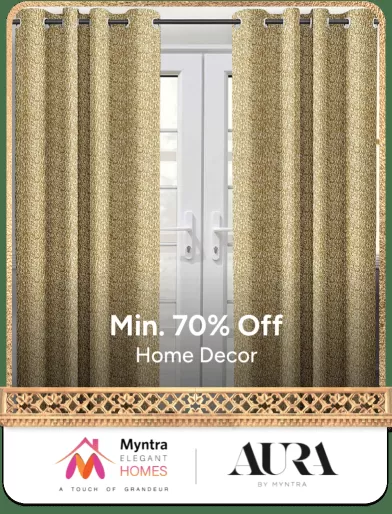 Min. 70% Off
Home Decor
Myntra
ELEGANT
HOMES
A TOUCH OF GRANDEUR
AURA
BY MYNTRA